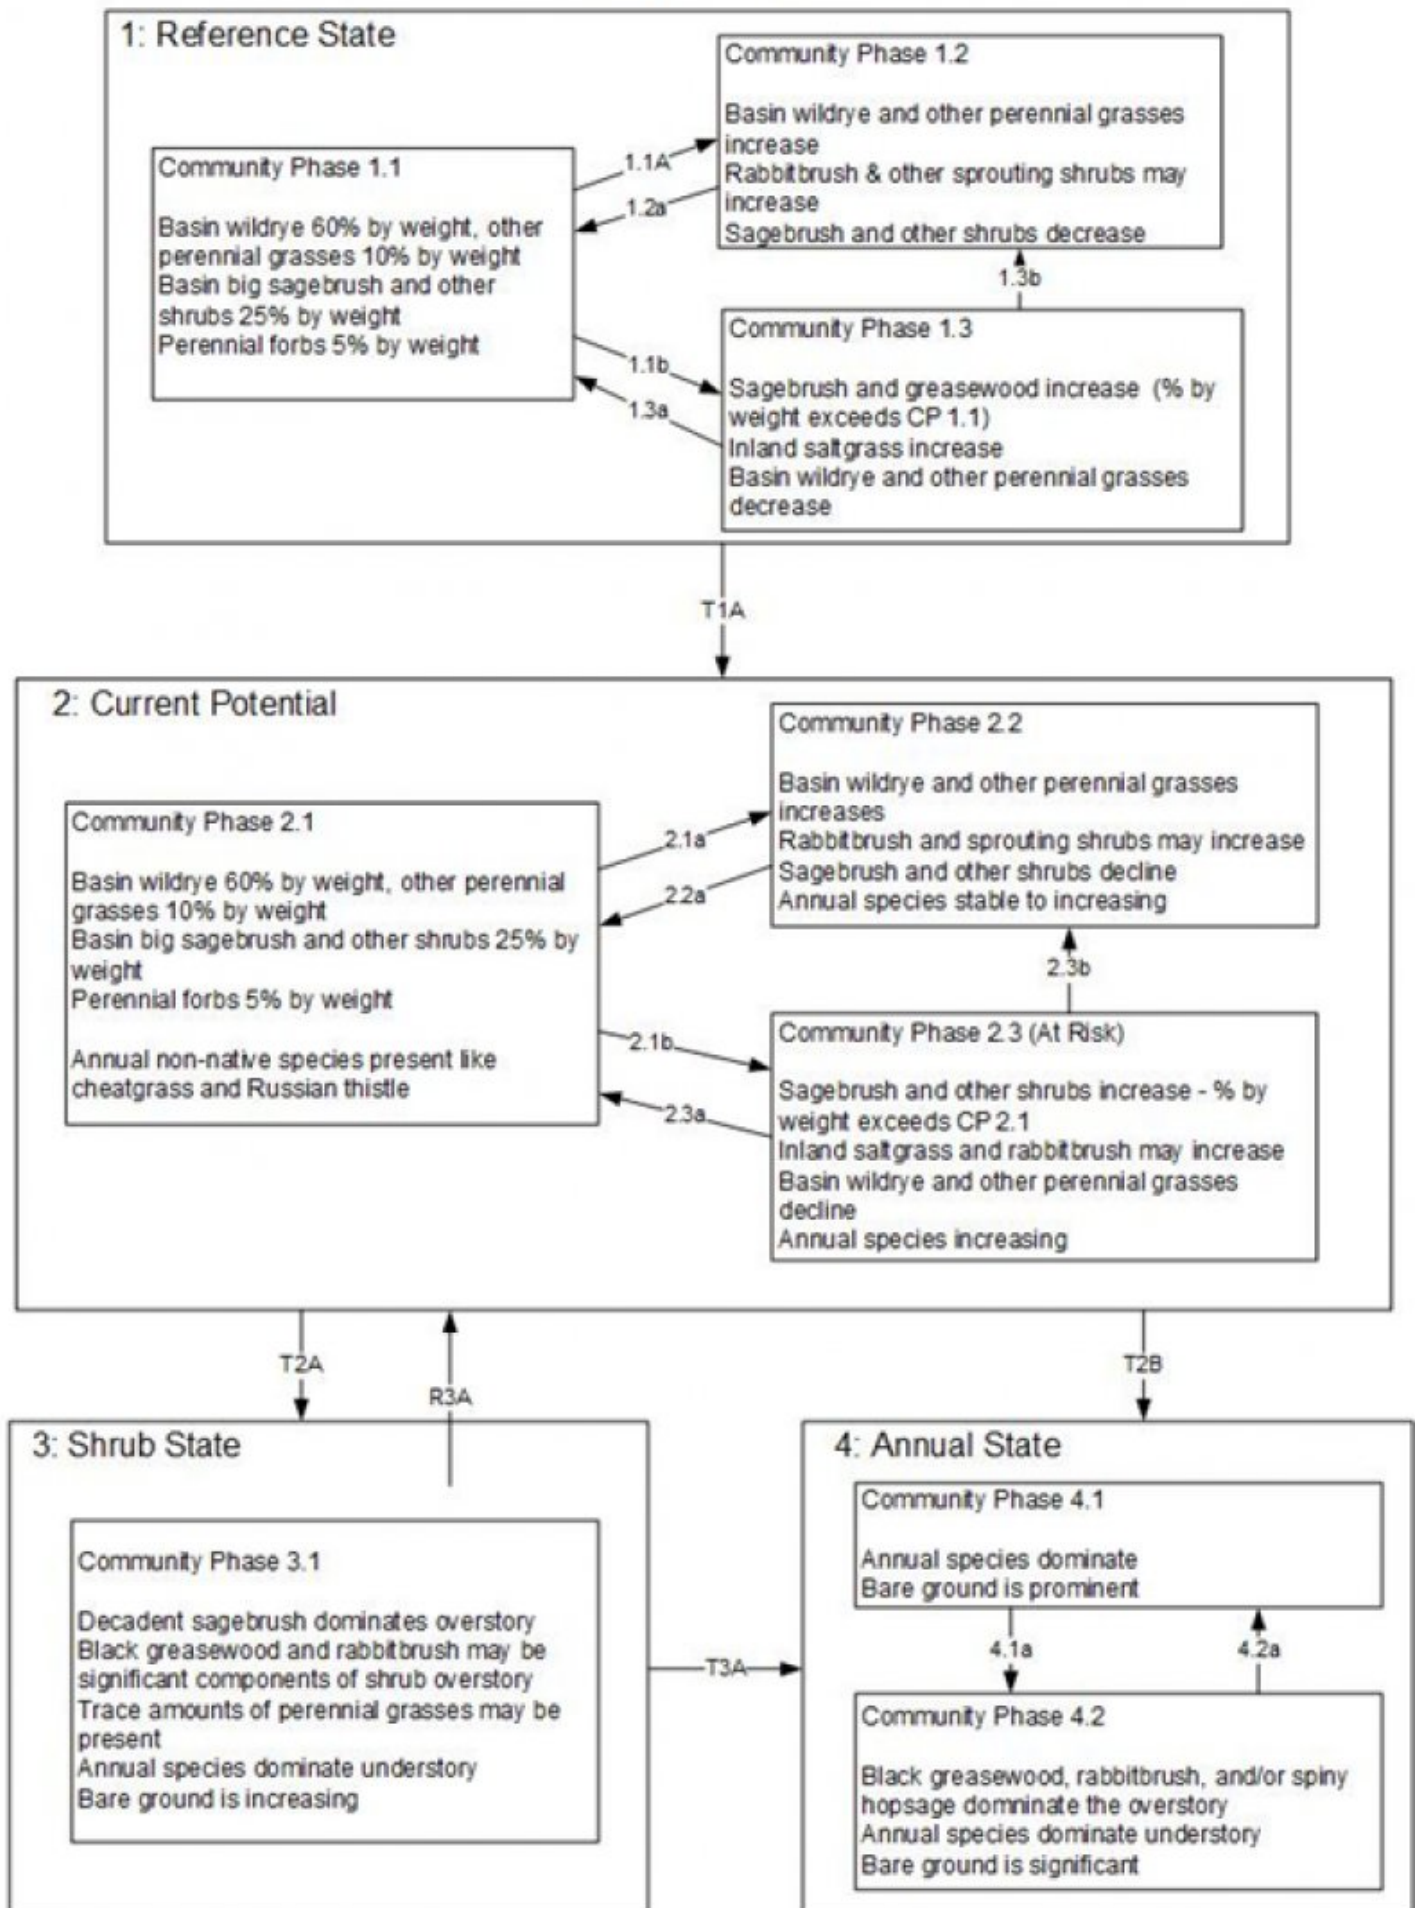 1: Reference State
Community Phase 1.2
Basin wildrye and other perennial grasses
increase
Rabbitbrush & other sprouting shrubs may
increase
Sagebrush and other shrubs decrease
Community Phase 1.1
Basin wildrye 60% by weight, other
perennial grasses 10% by weight
Basin big sagebrush and other
shrubs 25% by weight
Perennial forbs 5% by weight
1.1A
1.2a
1.3b
1.1b
1.3a
Community Phase 1.3
Sagebrush and greasewood increase (% by
weight exceeds CP 1.1)
Inland saltgrass increase
Basin wildrye and other perennial grasses
decrease
T1A
2: Current Potential
Community Phase 2.2
Basin wildrye and other perennial grasses
increases
Rabbitbrush and sprouting shrubs may increase
Sagebrush and other shrubs decline
Annual species stable to increasing
Community Phase 2.1
Basin wildrye 60% by weight, other perennial
grasses 10% by weight
Basin big sagebrush and other shrubs 25% by
weight
Perennial forbs 5% by weight
Annual non-native species present like
cheatgrass and Russian thistle
2.1a
2.2a
2.3b
2.1b
2.3a
Community Phase 2.3 (At Risk)
Sagebrush and other shrubs increase - % by
weight exceeds CP 2.1
Inland saltgrass and rabbitbrush may increase
Basin wildrye and other perennial grasses
decline
Annual species increasing
T2A
R3A
T2B
3: Shrub State
Community Phase 3.1
Decadent sagebrush dominates overstory
Black greasewood and rabbitbrush may be
significant components of shrub overstory
Trace amounts of perennial grasses may be
present
Annual species dominate understory
Bare ground is increasing
T3A
4: Annual State
Community Phase 4.1
Annual species dominate
Bare ground is prominent
4.1a
4.2a
Community Phase 4.2
Black greasewood, rabbitbrush, and/or spiny
hopsage domninate the overstory
Annual species dominate understory
Bare ground is significant